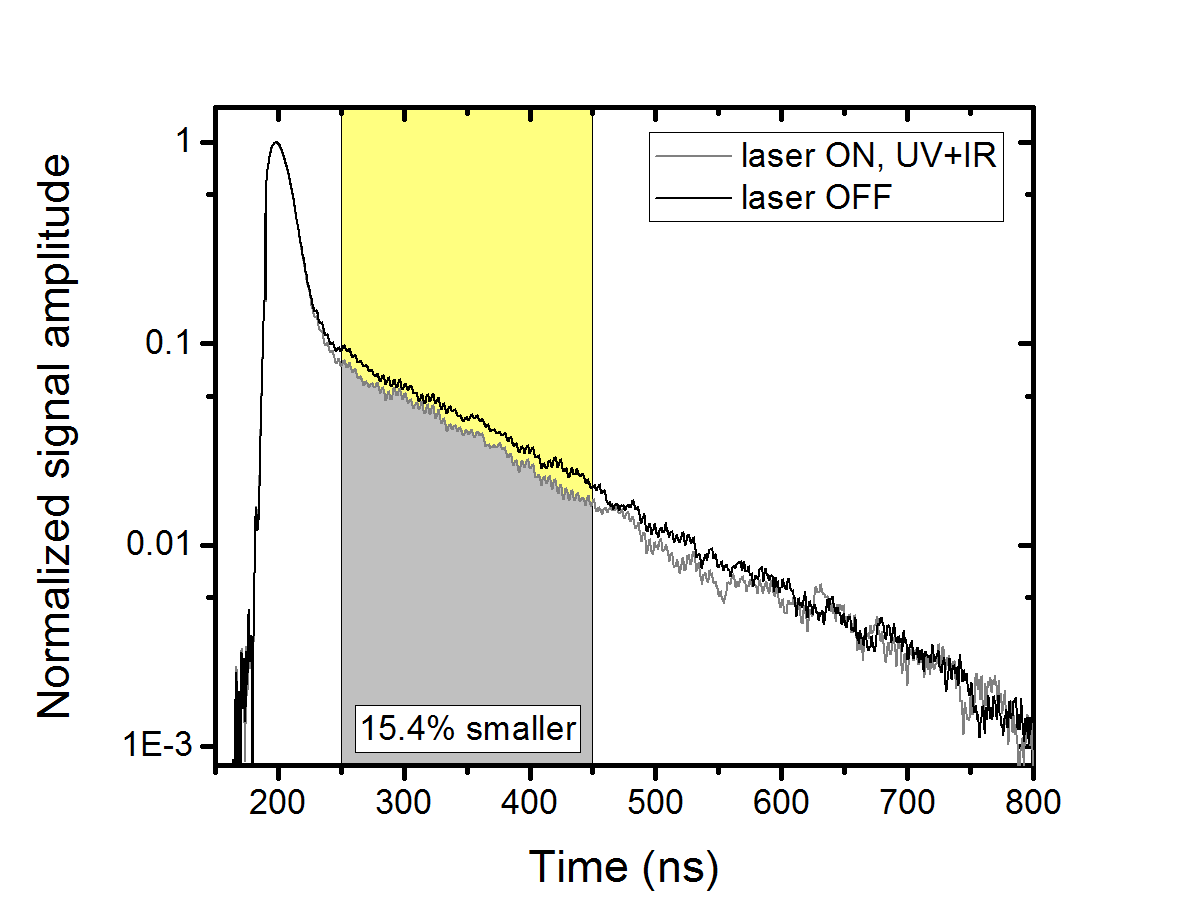 Normalized signal amplitude
1
0.1
0.01
1E-3
laser ON, UV+IR
laser OFF
15.4% smaller
200 300 400 500 600 700 800
Time (ns)